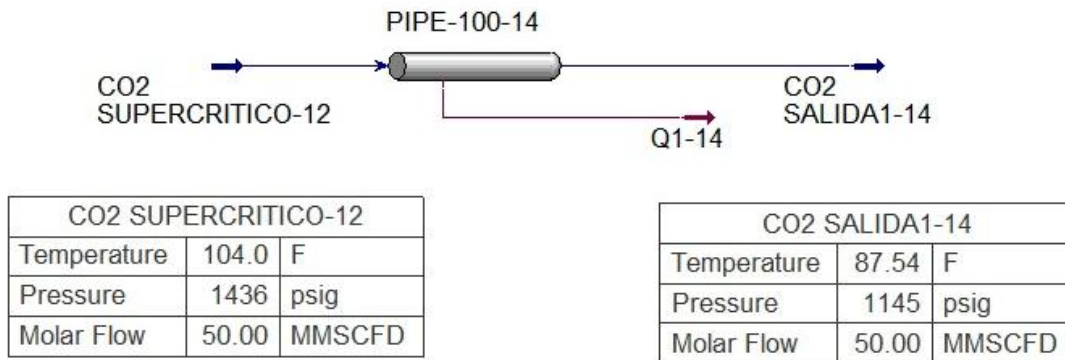 PIPE-100-14
CO2
SUPERCRITICO-12
CO2
SALIDA1-14
Q1-14
CO2 SUPERCRITICO-12
Temperature 104.0 F
Pressure 1436 psig
Molar Flow 50.00 MMSCFD
CO2 SALIDA1-14
Temperature 87.54 F
Pressure 1145 psig
Molar Flow 50.00 MMSCFD